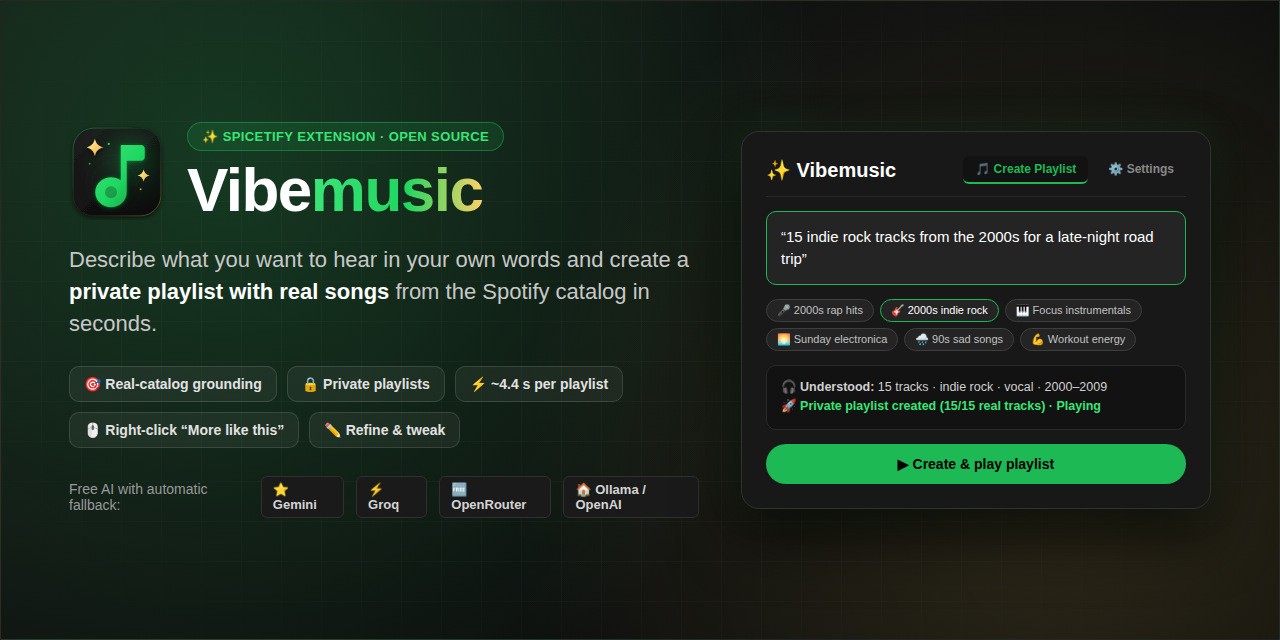 ✨ SPICETIFY EXTENSION · OPEN SOURCE
Vibemusic
Describe what you want to hear in your own words and create a
private playlist with real songs from the Spotify catalog in
seconds.
🎯 Real-catalog grounding
🔒 Private playlists
⚡ ~4.4 s per playlist
🖱️ Right-click “More like this”
✏️ Refine & tweak
Free AI with automatic
fallback:
⭐
Gemini
⚡
Groq
🆓
OpenRouter
🏠 Ollama /
OpenAI
✨ Vibemusic
🎵 Create Playlist
⚙️ Settings
“15 indie rock tracks from the 2000s for a late-night road
trip”
🎤 2000s rap hits
🎸 2000s indie rock
🎹 Focus instrumentals
🌅 Sunday electronica
🌧️ 90s sad songs
💪 Workout energy
🎧 Understood: 15 tracks · indie rock · vocal · 2000–2009
🚀 Private playlist created (15/15 real tracks) · Playing
▶ Create & play playlist